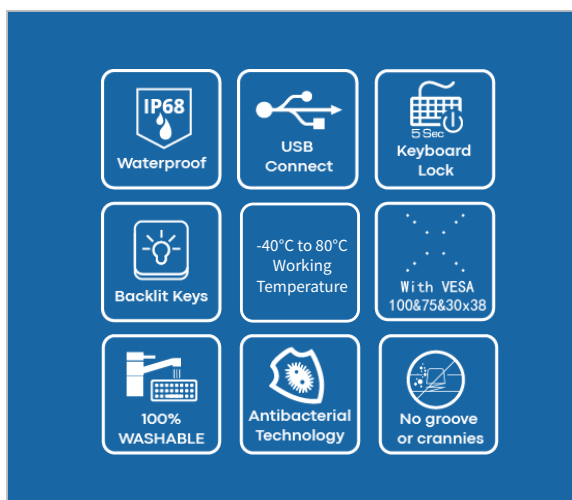 IP68
Waterproof
USB
Connect
5 Sec
Keyboard
Lock
Backlit Keys
-40°C to 80°C
Working
Temperature
With VESA
100&75&30x38
100%
WASHABLE
Antibacterial
Technology
No groove
or crannies